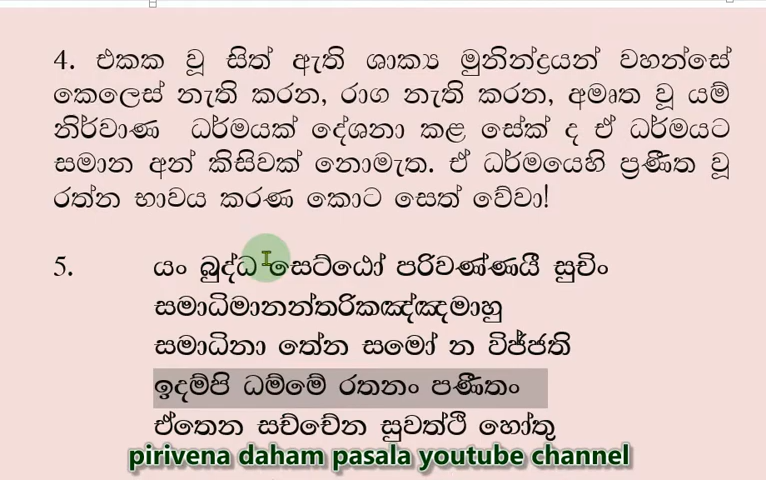 4. එකක වූ සිත් ඇති ශාක්‍ය මුනින්ද්‍රයන් වහන්සේ
කෙලෙස් නැති කරන, රාග නැති කරන, අමෘත වූ යම්
නිර්වාණ ධර්මයක් දේශනා කළ සේක් ද ඒ ධර්මයට
සමාන අන් කිසිවක් නොමැත. ඒ ධර්මයෙහි ප්‍රණීත වූ
රත්න භාවය කරණ කොට සෙත් වේවා!
5. යං බුද්ධ සෙට්ඨෝ පරිවණ්ණයී සුචිං
සමාධිමානන්තරිකඤ්ඤමාහු
සමාධිනා තේන සමෝ න විජ්ජති
ඉදම්පි ධම්මේ රතනං පණීතං
ඒතෙන සච්චේන සුවත්ථි හෝතු
pirivena daham pasala youtube channel